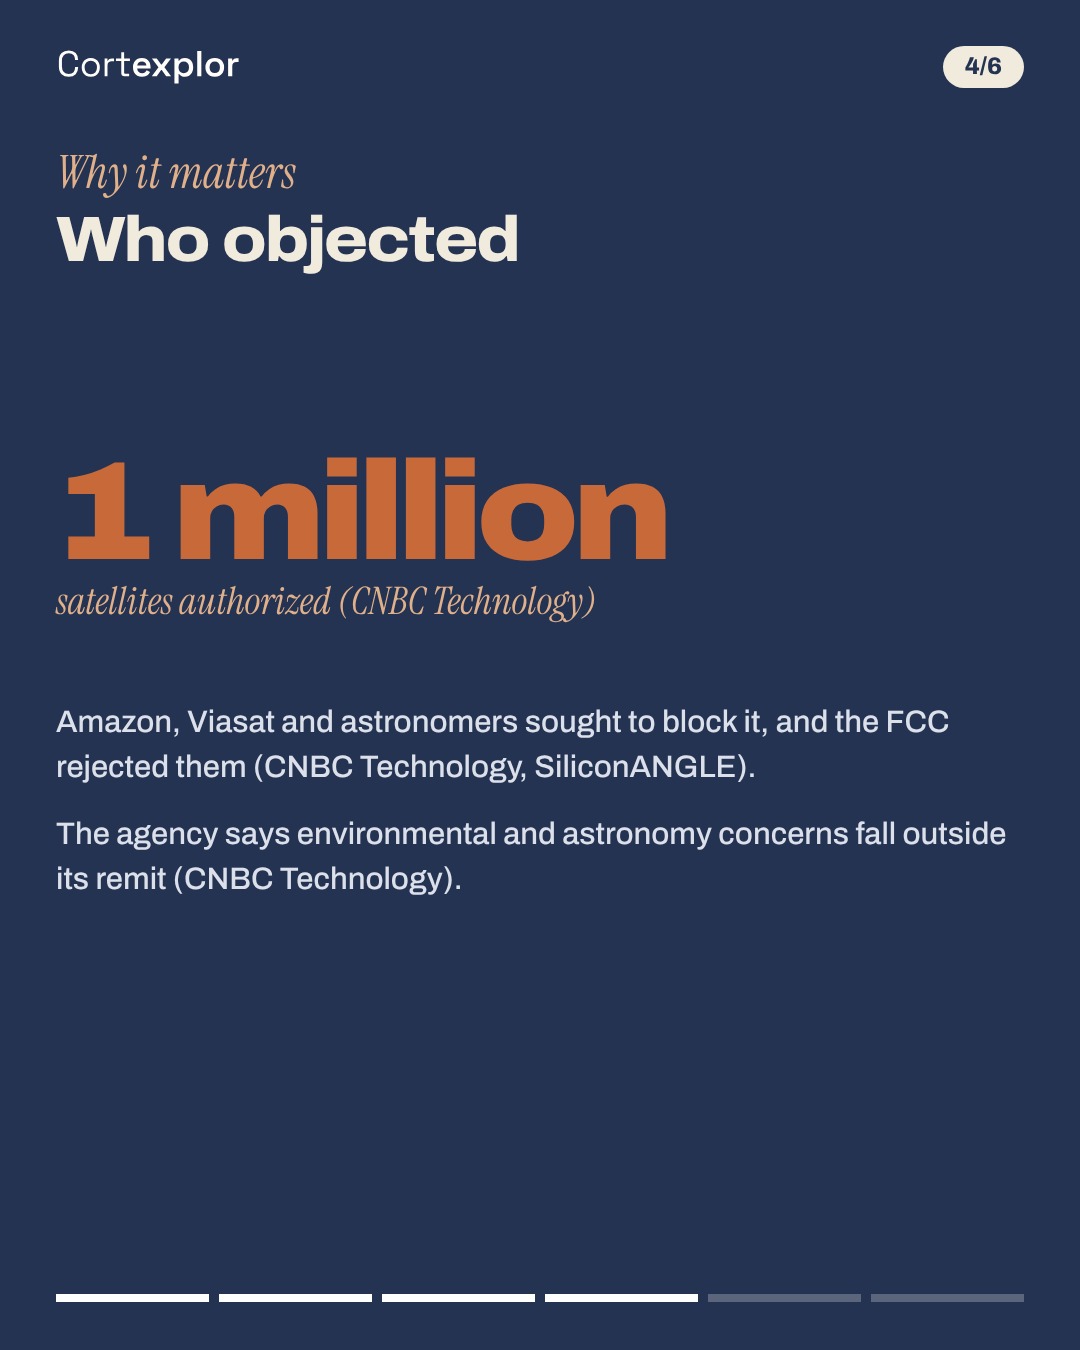 Cortexplor
4/6
Why it matters
Who objected
1 million
satellites authorized (CNBC Technology)
Amazon, Viasat and astronomers sought to block it, and the FCC
rejected them (CNBC Technology, SiliconANGLE).
The agency says environmental and astronomy concerns fall outside
its remit (CNBC Technology).